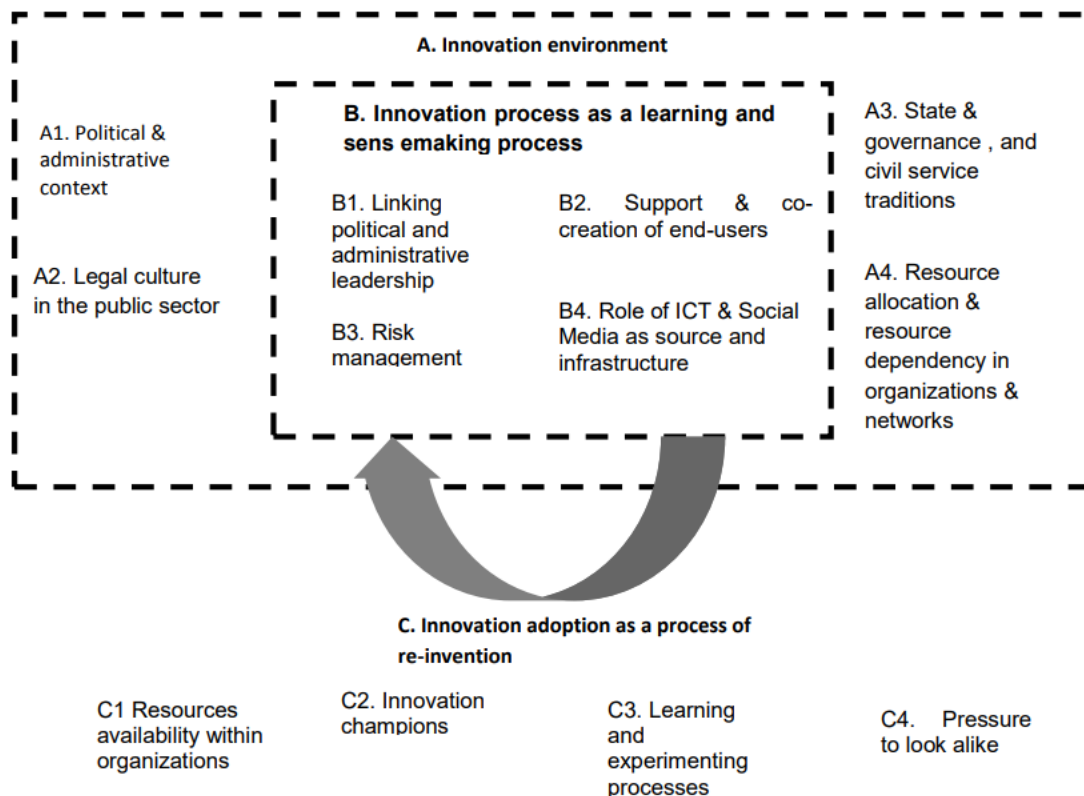 A. Innovation environment
A1. Political &
administrative
context
A2. Legal culture
in the public sector
B. Innovation process as a learning and
sens emaking process
B1. Linking
political and
administrative
leadership
B2. Support & co-
creation of end-users
B3. Risk
management
B4. Role of ICT & Social
Media as source and
infrastructure
A3. State &
governance , and
civil service
traditions
A4. Resource
allocation &
resource
dependency in
organizations &
networks
C. Innovation adoption as a process of
re-invention
C1 Resources
availability within
organizations
C2. Innovation
champions
C3. Learning
and
experimenting
processes
C4. Pressure
to look alike